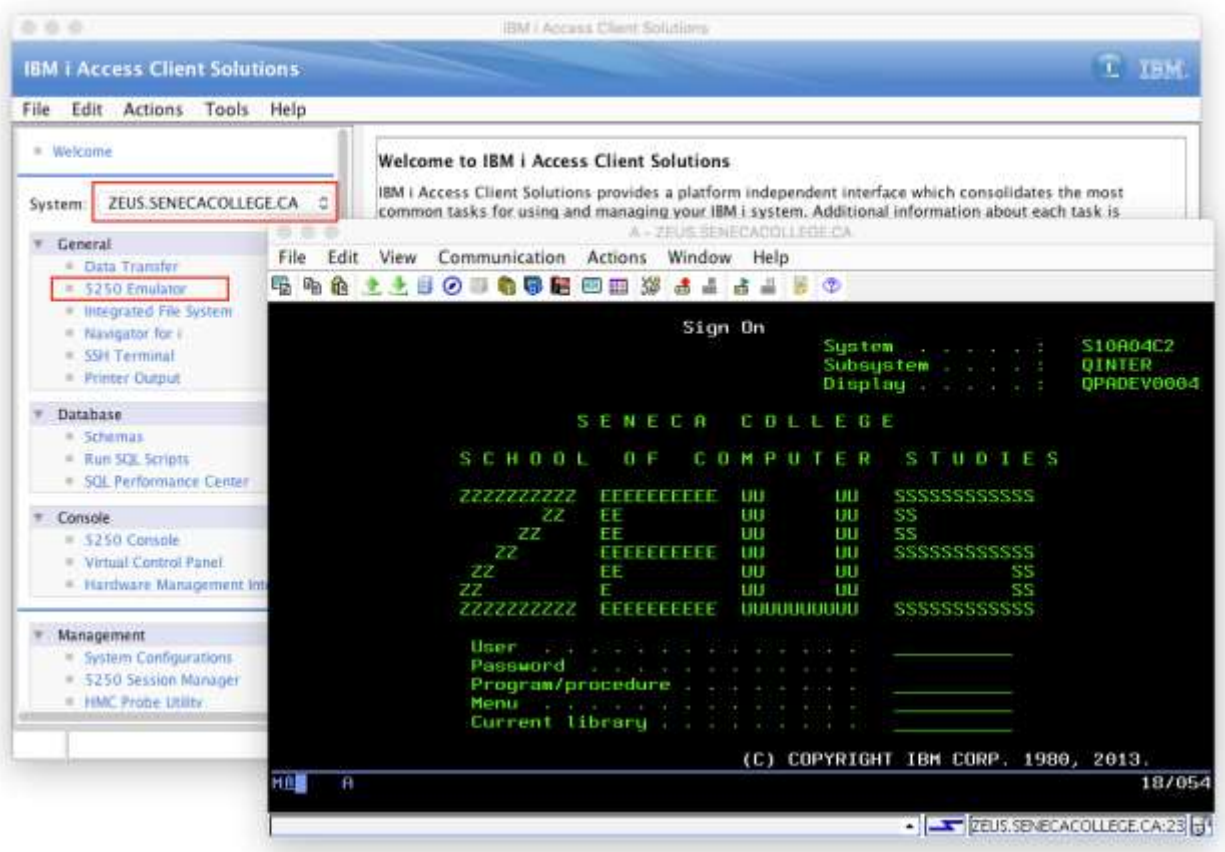 IBM i Access Client Solutions
IBM i Access Client Solutions
IBM.
File Edit Actions Tools Help
Welcome
System: ZEUS.SENECACOLLEGE.CA
General
Data Transfer
5250 Emulator
Integrated File System
Navigator for i
SSH Terminal
Printer Output
Database
Schemas
Run SQL Scripts
SQL Performance Center
Console
5250 Console
Virtual Control Panel
Hardware Management
Management
System Configurations
5250 Session Manager
HMC Probe Utility
Welcome to IBM i Access Client Solutions
IBM i Access Client Solutions provides a platform independent interface which consolidates the most
common tasks for using and managing your IBM i system. Additional information about each task is
A - ZEUS.SENECACOLLEGE.CA
File Edit View Communication Actions Window Help
Sign On
System . . . . . : S10A04C2
Subsystem . . . . : QINTER
Display . . . . . : QPADEV0004
S E N E C A C O L L E G E
S C H O O L O F C O M P U T E R S T U D I E S
ZZZZZZZZZZ EEEEEEEEEE UU UU SSSSSSSSSSSS
ZZ EE UU UU SS
ZZ EE UU UU SS
ZZ EEEEEEEEEE UU UU SSSSSSSSSSSS
ZZ EE UU UU SS
ZZ E UU UU SS
ZZZZZZZZZZ EEEEEEEEEE UUUUUUUUUU SSSSSSSSSSSS
User . . . . . . . . . . . . . .
Password . . . . . . . . . . . .
Program/procedure . . . . . . . .
Menu . . . . . . . . . . . . . .
Current library . . . . . . . . .
(C) COPYRIGHT IBM CORP. 1980, 2013.
A 18/054
ZEUS.SENECACOLLEGE.CA:23